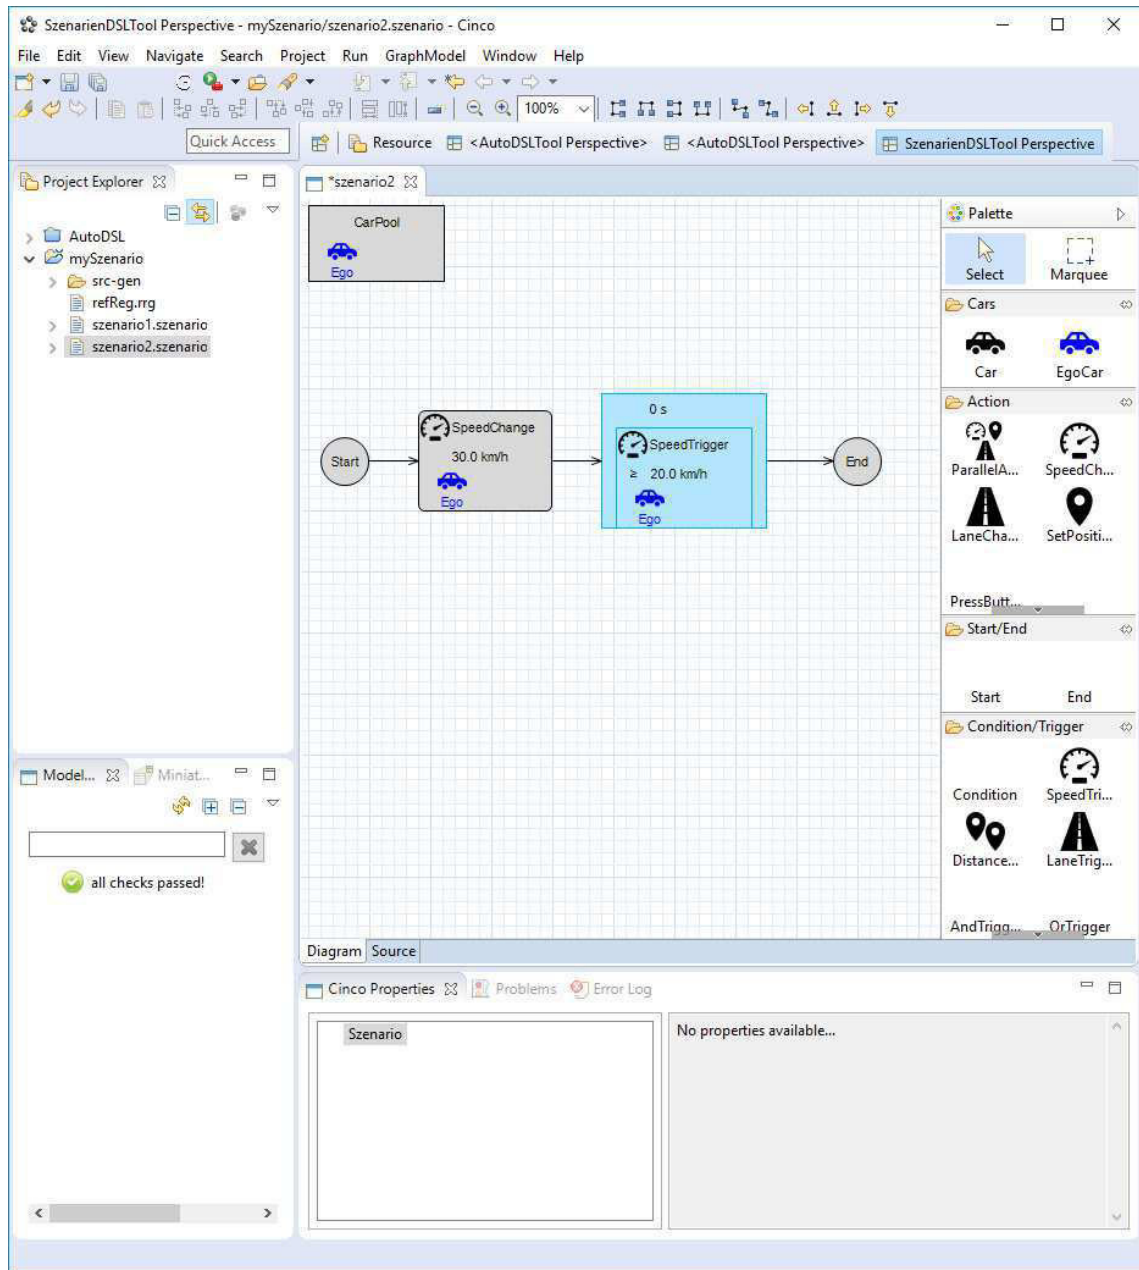 SzenarienDSLTool Perspective - mySzenario/szenario2.szenario - Cinco
File Edit View Navigate Search Project Run GraphModel Window Help
100%
Quick Access
Resource <AutoDSLTool Perspective> <AutoDSLTool Perspective> SzenarienDSLTool Perspective
Project Explorer
AutoDSL
mySzenario
src-gen
refReg.rrg
szenario1.szenario
szenario2.szenario
*szenario2
CarPool
Ego
Start
SpeedChange
30.0 km/h
Ego
0 s
SpeedTrigger
≥ 20.0 km/h
Ego
End
Palette
Select Marquee
Cars
Car EgoCar
Action
ParallelA... SpeedCh...
LaneCha... SetPositi...
PressButt...
Start/End
Start End
Condition/Trigger
Condition SpeedTri...
Distance... LaneTrig...
AndTrigg... OrTrigger
Diagram Source
Model... Miniat...
all checks passed!
Cinco Properties Problems Error Log
Szenario
No properties available...